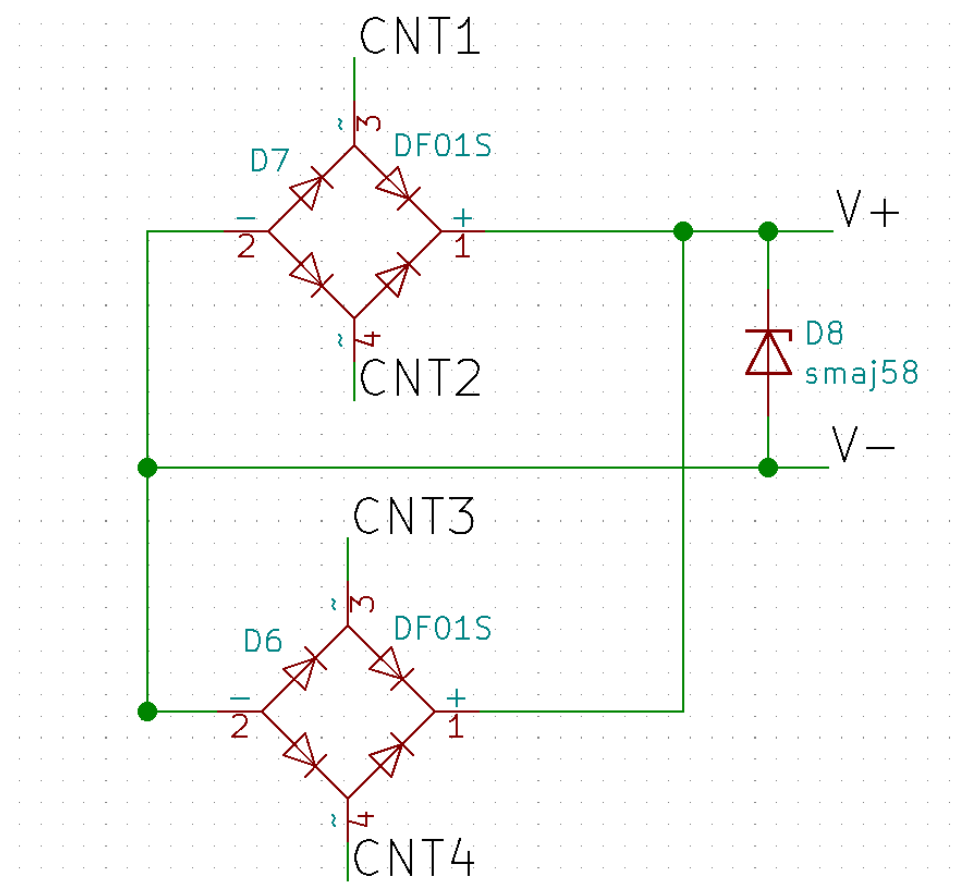 CNT1
~ 3
D7 DF01S
- +
2 1
V+
~ 4
CNT2
D8
smaj58
V-
CNT3
~ 3
D6 DF01S
- +
2 1
~ 4
CNT4